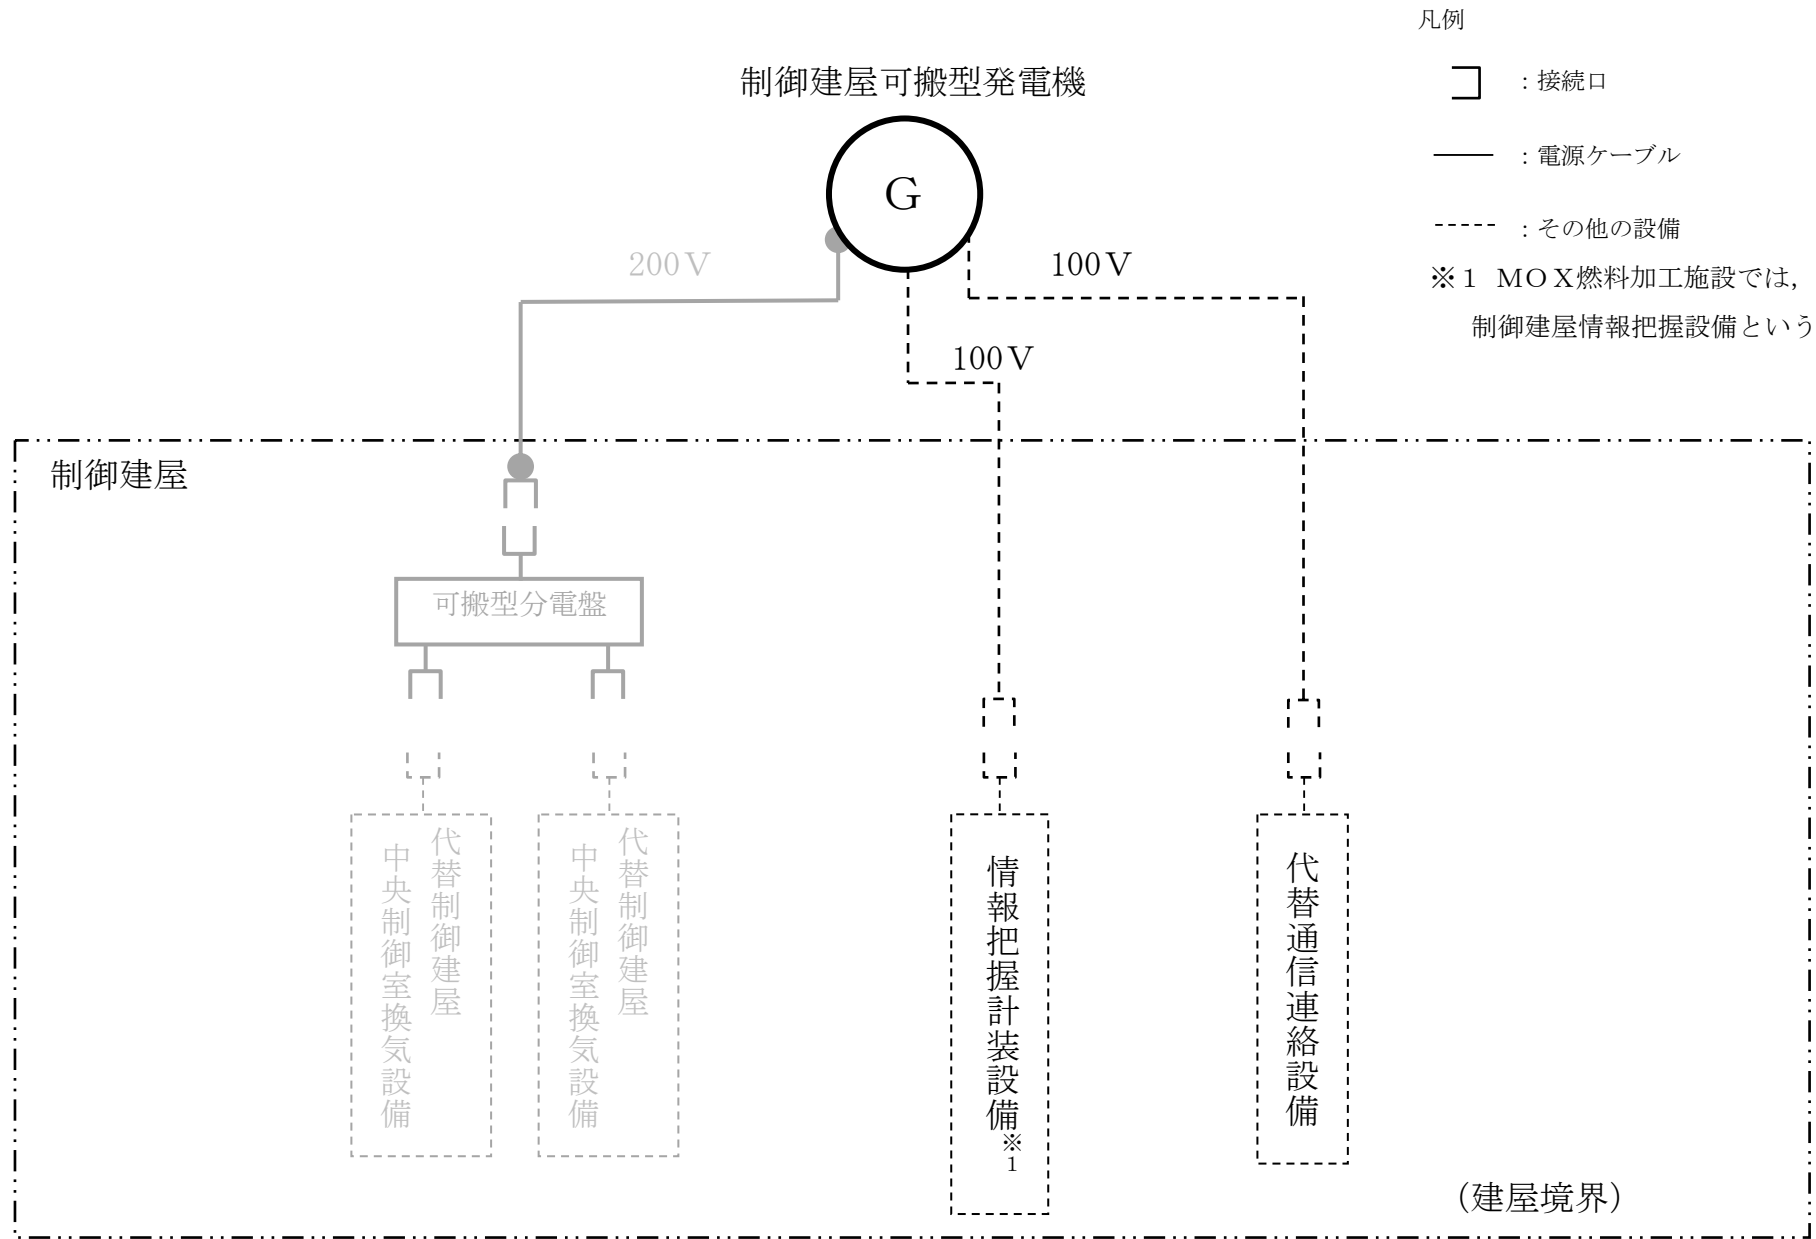 凡例
：接続口
：電源ケーブル
：その他の設備
※１　ＭＯＸ燃料加工施設では，
制御建屋情報把握設備という
制御建屋可搬型発電機
Ｇ
200Ｖ
100Ｖ
100Ｖ
制御建屋
可搬型分電盤
代替制御建屋
中央制御室換気設備
代替制御建屋
中央制御室換気設備
情報把握計装設備※１
代替通信連絡設備
（建屋境界）